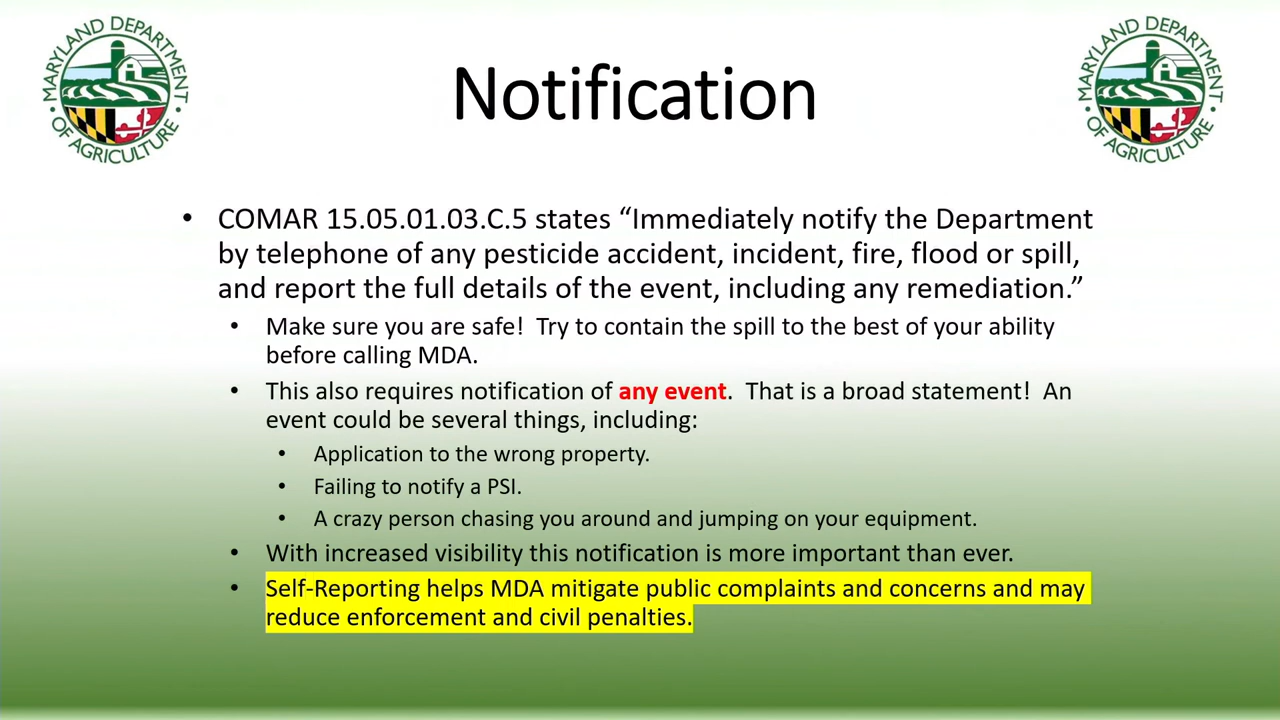 MARYLAND DEPARTMENT
OF AGRICULTURE
Notification
MARYLAND DEPARTMENT
OF AGRICULTURE
• COMAR 15.05.01.03.C.5 states “Immediately notify the Department
by telephone of any pesticide accident, incident, fire, flood or spill,
and report the full details of the event, including any remediation.”
• Make sure you are safe!  Try to contain the spill to the best of your ability
before calling MDA.
• This also requires notification of any event.  That is a broad statement!  An
event could be several things, including:
• Application to the wrong property.
• Failing to notify a PSI.
• A crazy person chasing you around and jumping on your equipment.
• With increased visibility this notification is more important than ever.
• Self-Reporting helps MDA mitigate public complaints and concerns and may
reduce enforcement and civil penalties.